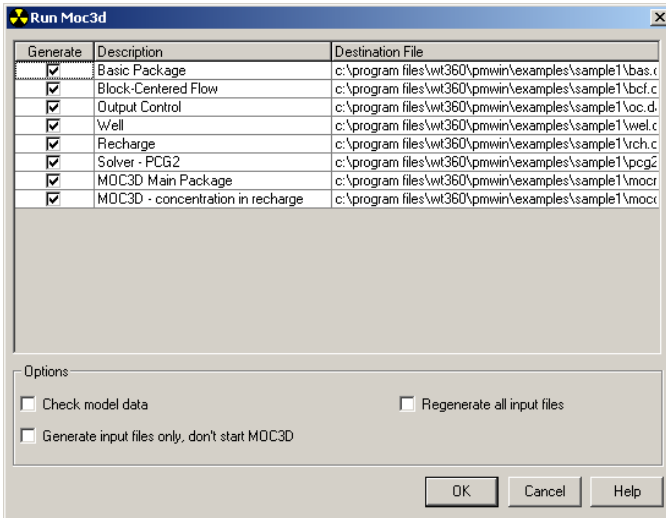 Run Moc3d
Generate Description Destination File
Basic Package c:\program files\wt360\pmwin\examples\sample1\bas.c
Block-Centered Flow c:\program files\wt360\pmwin\examples\sample1\bcf.c
Output Control c:\program files\wt360\pmwin\examples\sample1\oc.d
Well c:\program files\wt360\pmwin\examples\sample1\wel.c
Recharge c:\program files\wt360\pmwin\examples\sample1\rch.c
Solver - PCG2 c:\program files\wt360\pmwin\examples\sample1\pcg2
MOC3D Main Package c:\program files\wt360\pmwin\examples\sample1\mocr
MOC3D - concentration in recharge c:\program files\wt360\pmwin\examples\sample1\mocc
Options
Check model data Regenerate all input files
Generate input files only, don't start MOC3D
OK Cancel Help